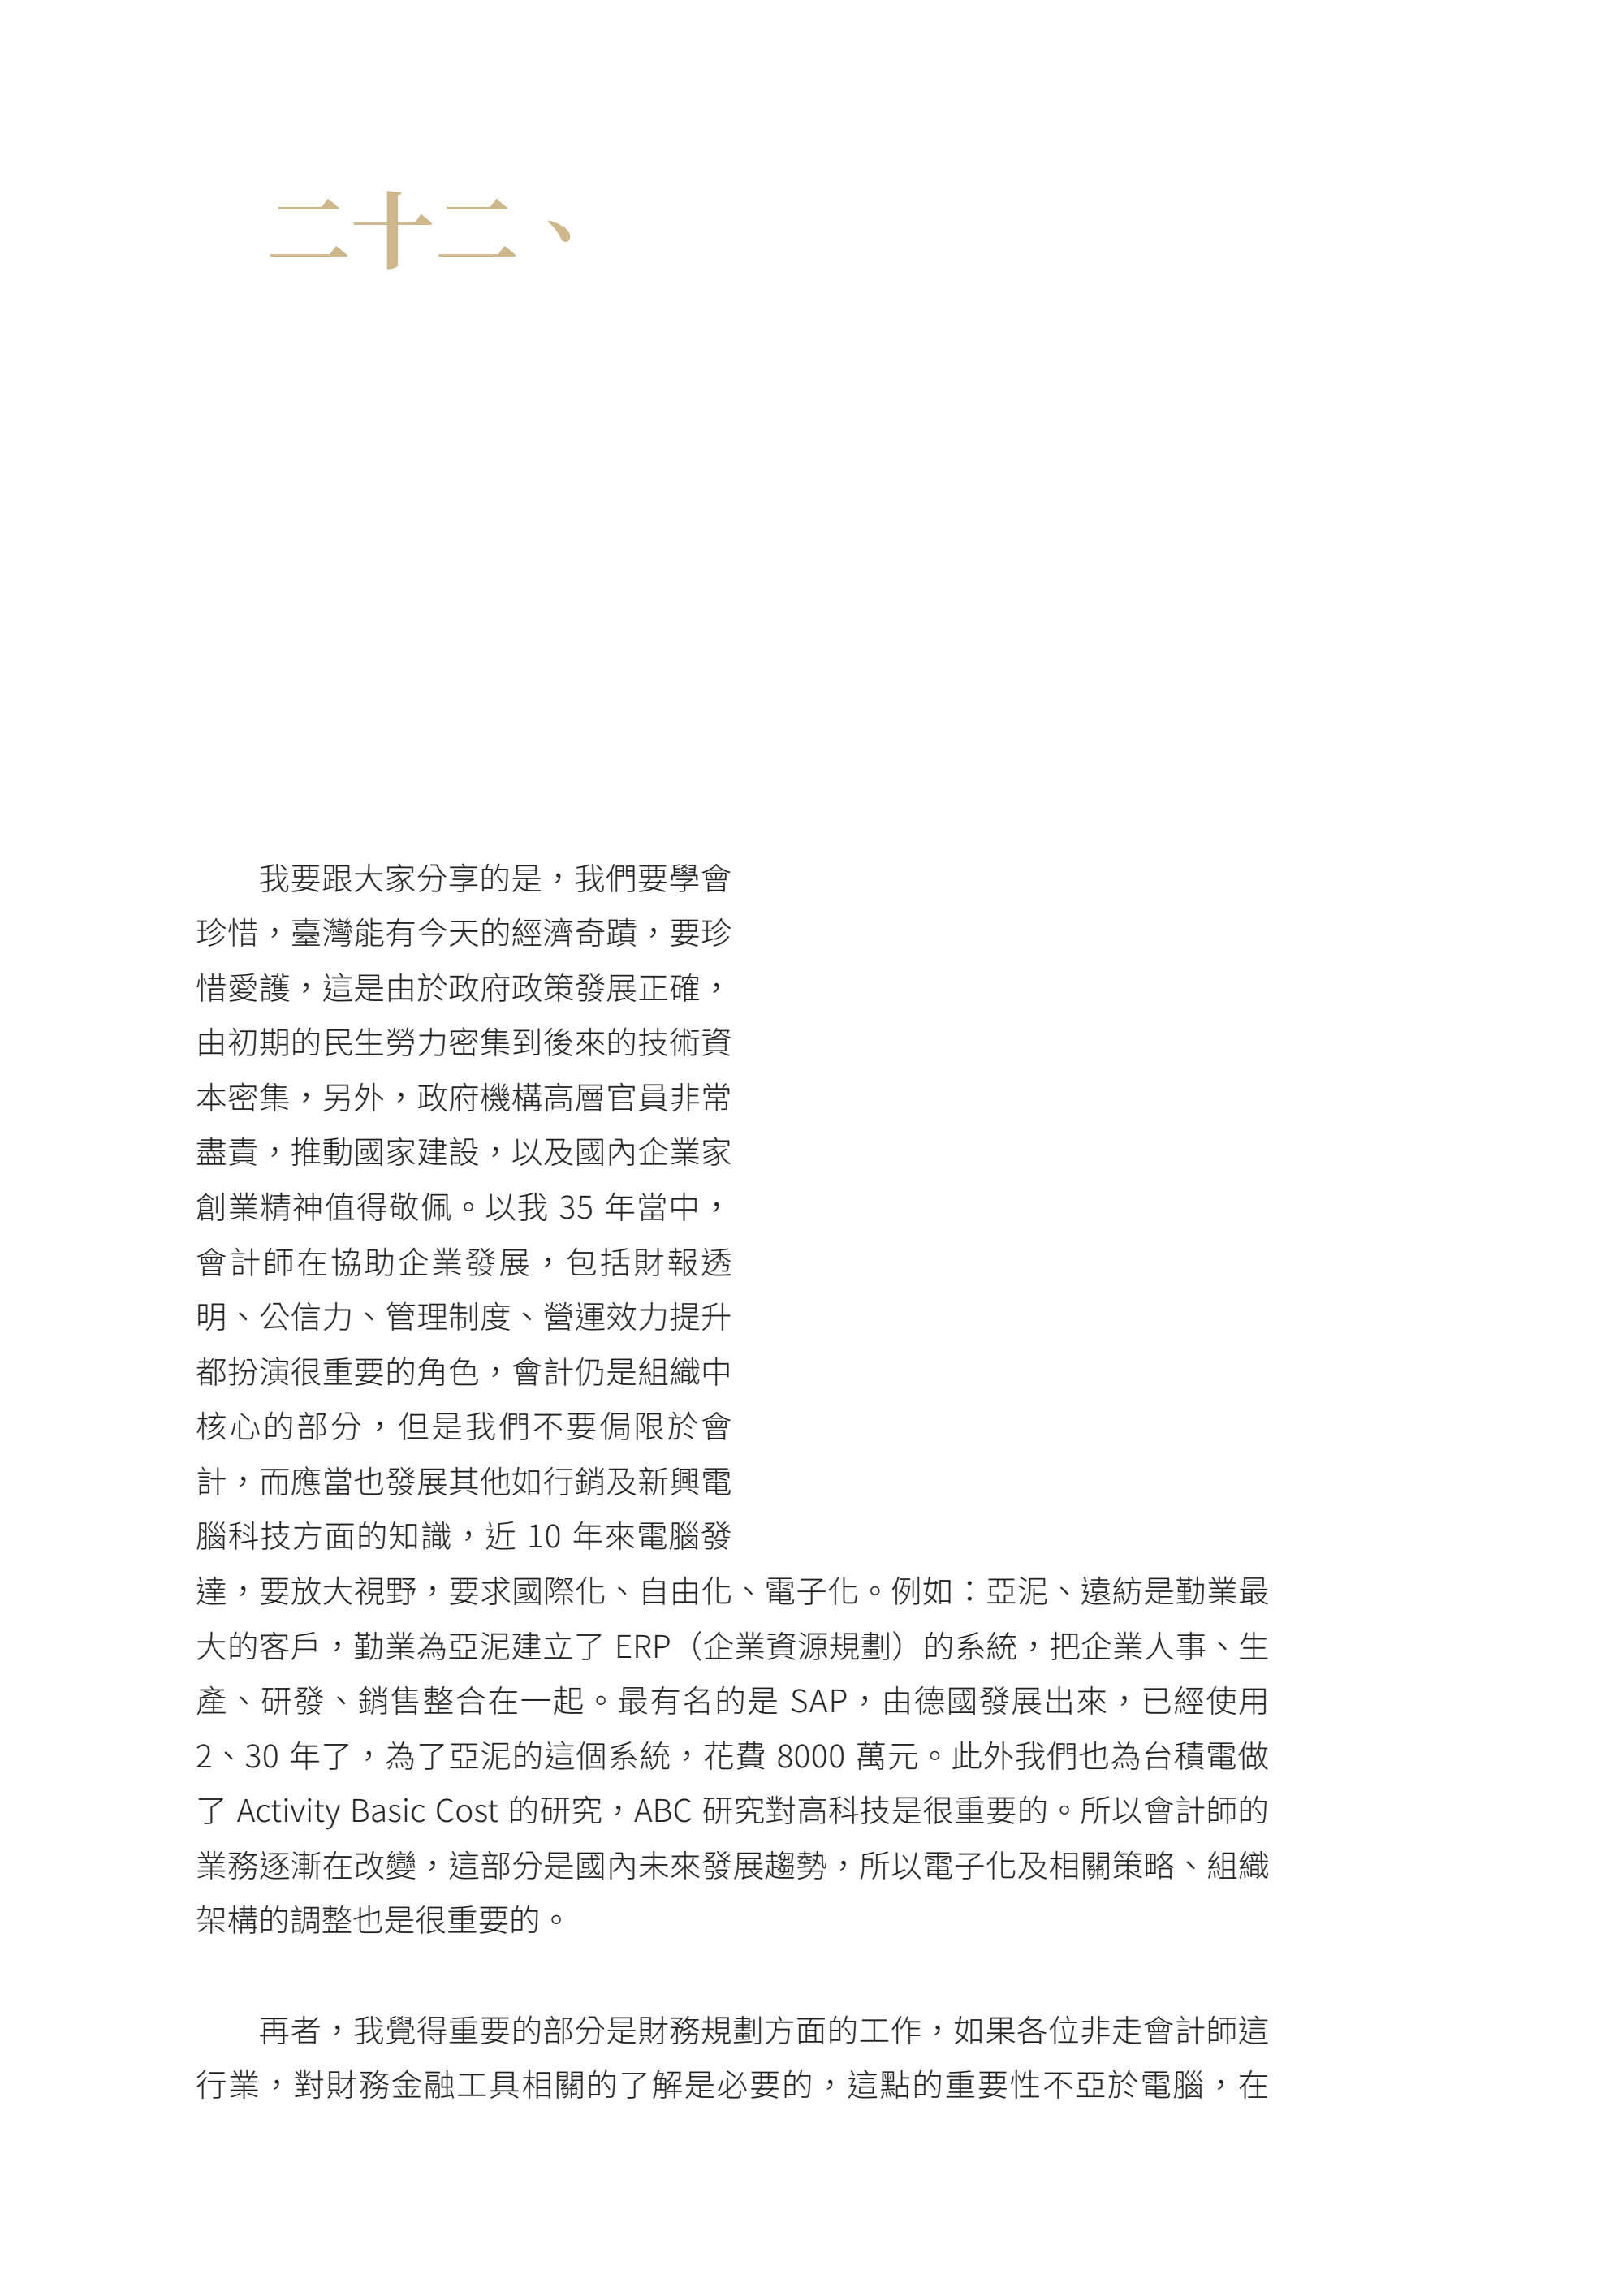 二十二、
我要跟大家分享的是，我們要學會
珍惜，臺灣能有今天的經濟奇蹟，要珍
惜愛護，這是由於政府政策發展正確，
由初期的民生勞力密集到後來的技術資
本密集，另外，政府機構高層官員非常
盡責，推動國家建設，以及國內企業家
創業精神值得敬佩。以我 35 年當中，
會計師在協助企業發展，包括財報透
明、公信力、管理制度、營運效力提升
都扮演很重要的角色，會計仍是組織中
核心的部分，但是我們不要侷限於會
計，而應當也發展其他如行銷及新興電
腦科技方面的知識，近 10 年來電腦發
達，要放大視野，要求國際化、自由化、電子化。例如：亞泥、遠紡是勤業最
大的客戶，勤業為亞泥建立了 ERP（企業資源規劃）的系統，把企業人事、生
產、研發、銷售整合在一起。最有名的是 SAP，由德國發展出來，已經使用
2、30 年了，為了亞泥的這個系統，花費 8000 萬元。此外我們也為台積電做
了 Activity Basic Cost 的研究，ABC 研究對高科技是很重要的。所以會計師的
業務逐漸在改變，這部分是國內未來發展趨勢，所以電子化及相關策略、組織
架構的調整也是很重要的。
再者，我覺得重要的部分是財務規劃方面的工作，如果各位非走會計師這
行業，對財務金融工具相關的了解是必要的，這點的重要性不亞於電腦，在